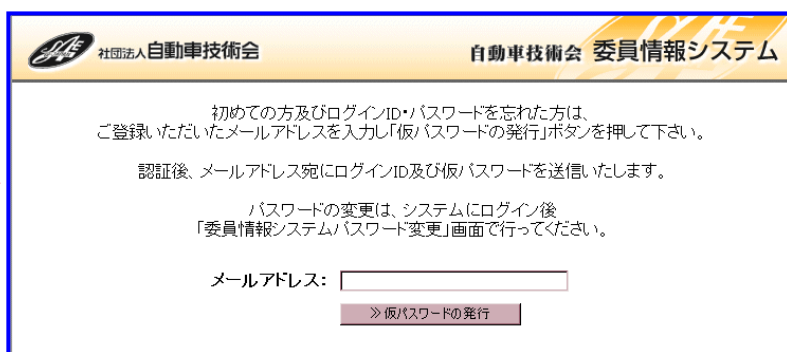 JSAE 社団法人自動車技術会
自動車技術会 委員情報システム
初めての方及びログインID・パスワードを忘れた方は、
ご登録いただいたメールアドレスを入力し「仮パスワードの発行」ボタンを押して下さい。
認証後、メールアドレス宛にログインID及び仮パスワードを送信いたします。
パスワードの変更は、システムにログイン後
「委員情報システムパスワード変更」画面で行ってください。
メールアドレス：
≫仮パスワードの発行